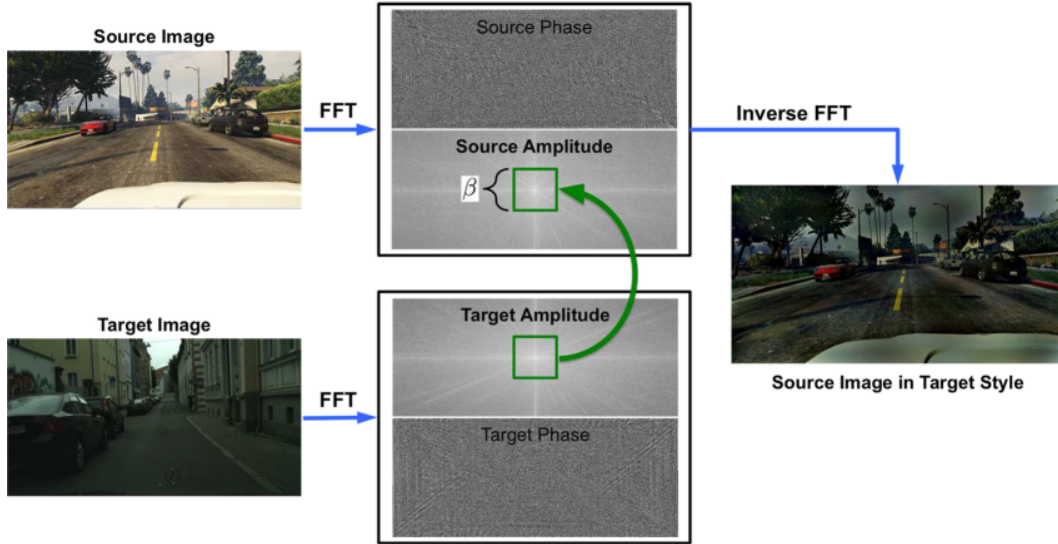 Source Image
FFT
Source Phase
Source Amplitude
β
Inverse FFT
Target Image
FFT
Target Amplitude
Target Phase
Source Image in Target Style